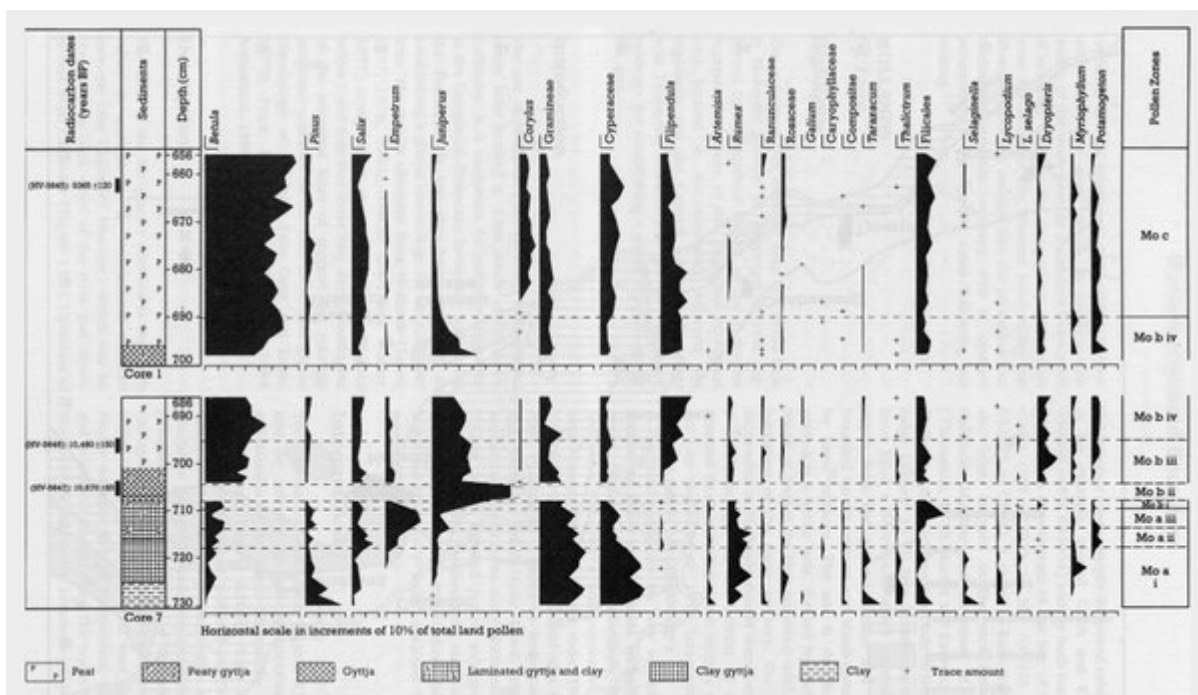 Radiocarbon dates
(years BP)
Sediments
Depth (cm)
Betula
Pinus
Salix
Empetrum
Juniperus
Corylus
Gramineae
Cyperaceae
Filipendula
Artemisia
Rumex
Ranunculaceae
Rosaceae
Galium
Caryophyllaceae
Compositae
Taraxacum
Thalictrum
Filicales
Selaginella
Lycopodium
L. selago
Dryopteris
Myriophyllum
Potamogeton
Pollen Zones
656
660
670
680
690
700
Mo c
Mo b iv
Core 1
686
690
700
710
720
730
Mo b iv
Mo b iii
Mo b ii
Mo b i
Mo a iii
Mo a ii
Mo a
i
Core 7
Horizontal scale in increments of 10% of total land pollen
P
P
Peat
Peaty gyttja
Gyttja
Laminated gyttja and clay
Clay gyttja
Clay
+ Trace amount